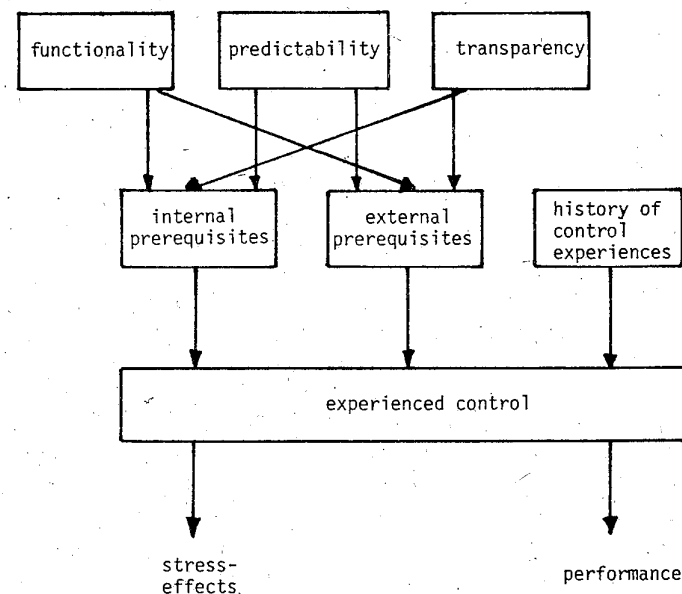 functionality
predictability
transparency
internal
prerequisites
external
prerequisites
history of
control
experiences
experienced control
stress-
effects
performance